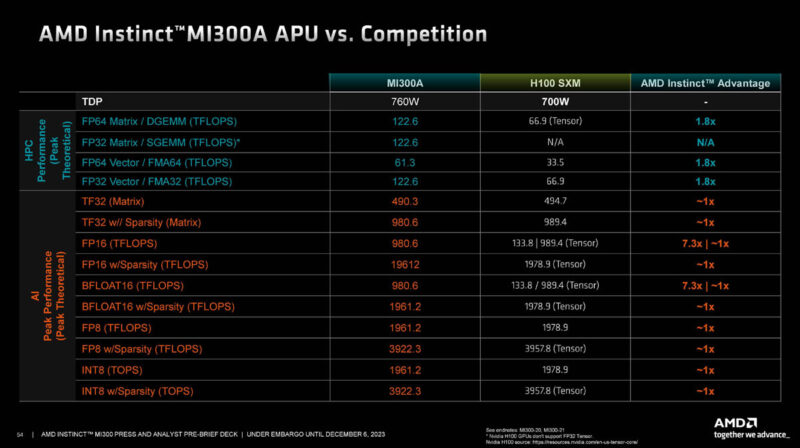 AMD Instinct™MI300A APU vs. Competition
MI300A H100 SXM AMD Instinct™ Advantage
TDP 760W 700W -
HPC Performance (Peak Theoretical)
FP64 Matrix / DGEMM (TFLOPS) 122.6 66.9 (Tensor) 1.8x
FP32 Matrix / SGEMM (TFLOPS)* 122.6 N/A N/A
FP64 Vector / FMA64 (TFLOPS) 61.3 33.5 1.8x
FP32 Vector / FMA32 (TFLOPS) 122.6 66.9 1.8x
AI Peak Performance (Peak Theoretical)
TF32 (Matrix) 490.3 494.7 ~1x
TF32 w// Sparsity (Matrix) 980.6 989.4 ~1x
FP16 (TFLOPS) 980.6 133.8 | 989.4 (Tensor) 7.3x | ~1x
FP16 w/Sparsity (TFLOPS) 19612 1978.9 (Tensor) ~1x
BFLOAT16 (TFLOPS) 980.6 133.8 / 989.4 (Tensor) 7.3x | ~1x
BFLOAT16 w/Sparsity (TFLOPS) 1961.2 1978.9 (Tensor) ~1x
FP8 (TFLOPS) 1961.2 1978.9 ~1x
FP8 w/Sparsity (TFLOPS) 3922.3 3957.8 (Tensor) ~1x
INT8 (TOPS) 1961.2 1978.9 ~1x
INT8 w/Sparsity (TOPS) 3922.3 3957.8 (Tensor) ~1x
54 | AMD INSTINCT™ MI300 PRESS AND ANALYST PRE-BRIEF DECK | UNDER EMBARGO UNTIL DECEMBER 6, 2023
See endnotes: MI300-20, MI300-21
* Nvidia H100 GPUs don't support FP32 Tensor.
Nvidia H100 source: https://resources.nvidia.com/en-us-tensor-core/
AMD
together we advance_